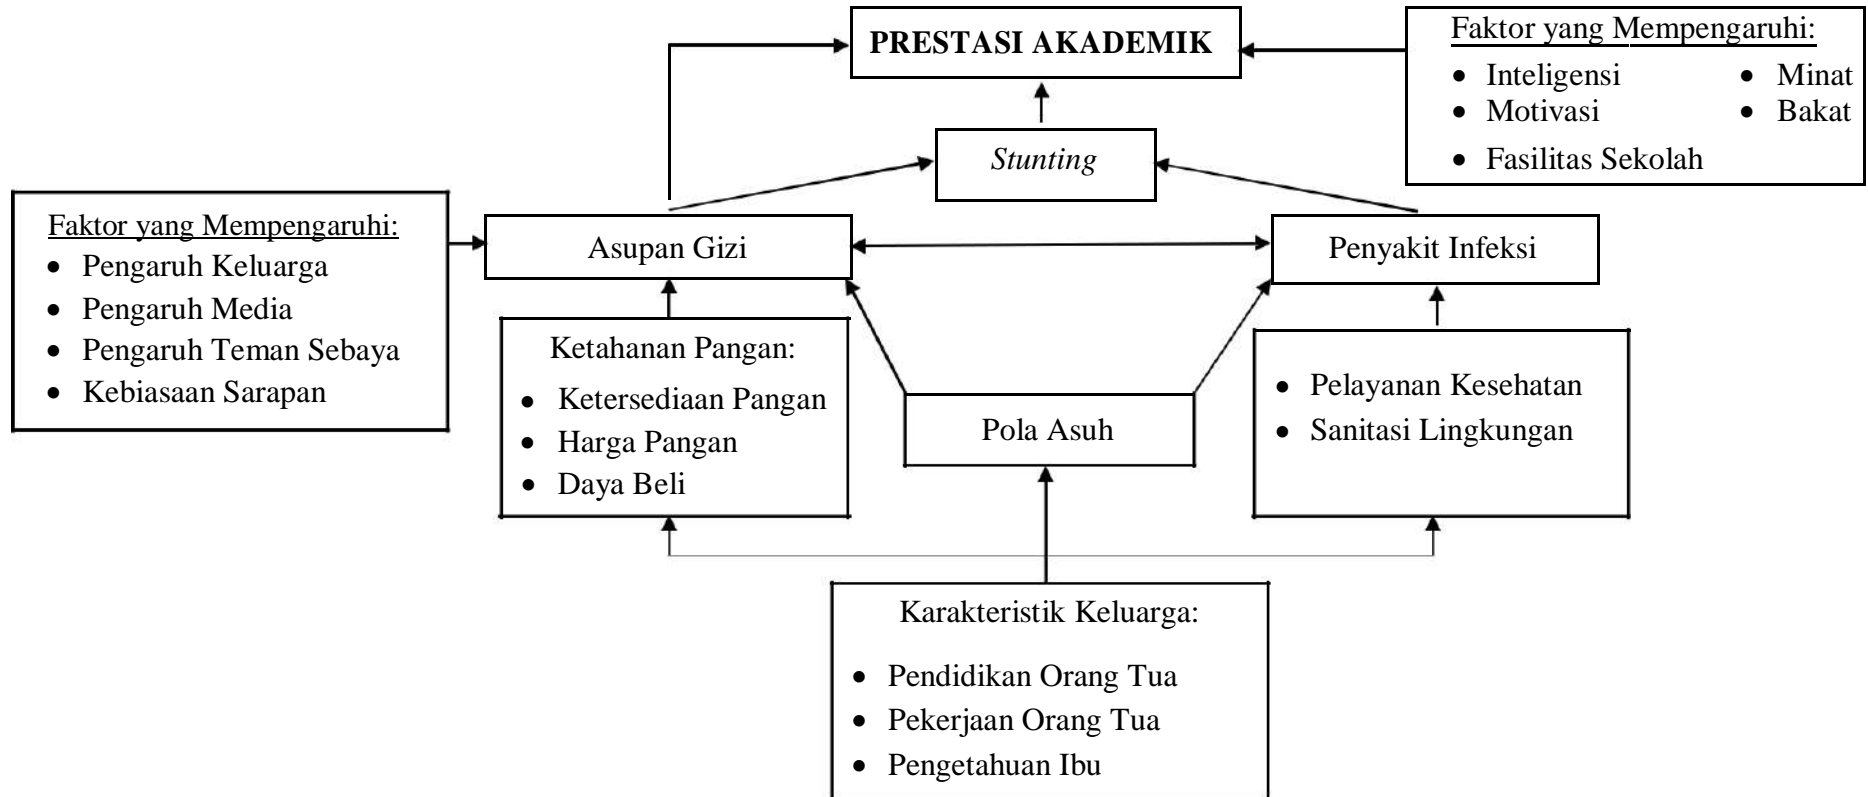 PRESTASI AKADEMIK
Faktor yang Mempengaruhi:
• Inteligensi
• Minat
• Motivasi
• Bakat
• Fasilitas Sekolah
Stunting
Faktor yang Mempengaruhi:
• Pengaruh Keluarga
• Pengaruh Media
• Pengaruh Teman Sebaya
• Kebiasaan Sarapan
Asupan Gizi
Penyakit Infeksi
Ketahanan Pangan:
• Ketersediaan Pangan
• Harga Pangan
• Daya Beli
Pola Asuh
• Pelayanan Kesehatan
• Sanitasi Lingkungan
Karakteristik Keluarga:
• Pendidikan Orang Tua
• Pekerjaan Orang Tua
• Pengetahuan Ibu